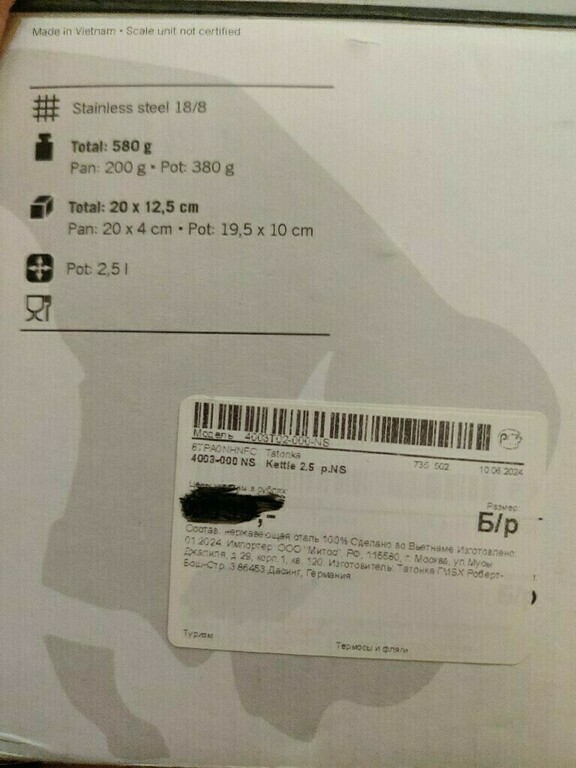 Made in Vietnam • Scale unit not certified
Stainless steel 18/8
Total: 580 g
Pan: 200 g • Pot: 380 g
Total: 20 x 12,5 cm
Pan: 20 x 4 cm • Pot: 19,5 x 10 cm
Pot: 2,5 l
Модель 4003T02-000-NS
Tatonka
4003-000 NS Kettle 2.5 р.NS 735 502 10.06.2024
Размер:
Б/р
Состав: нержавеющая сталь 100% Сделано во Вьетнаме Изготовлено:
01.2024. Импортер: ООО "Митос", РФ, 115580, г. Москва, ул.Мусы
Джалиля, д.29, корп.1, кв. 120. Изготовитель: Татонка ГМБХ Роберт-
Бош-Стр. 3 86453 Дасинг, Германия
Туризм Термосы и фляги